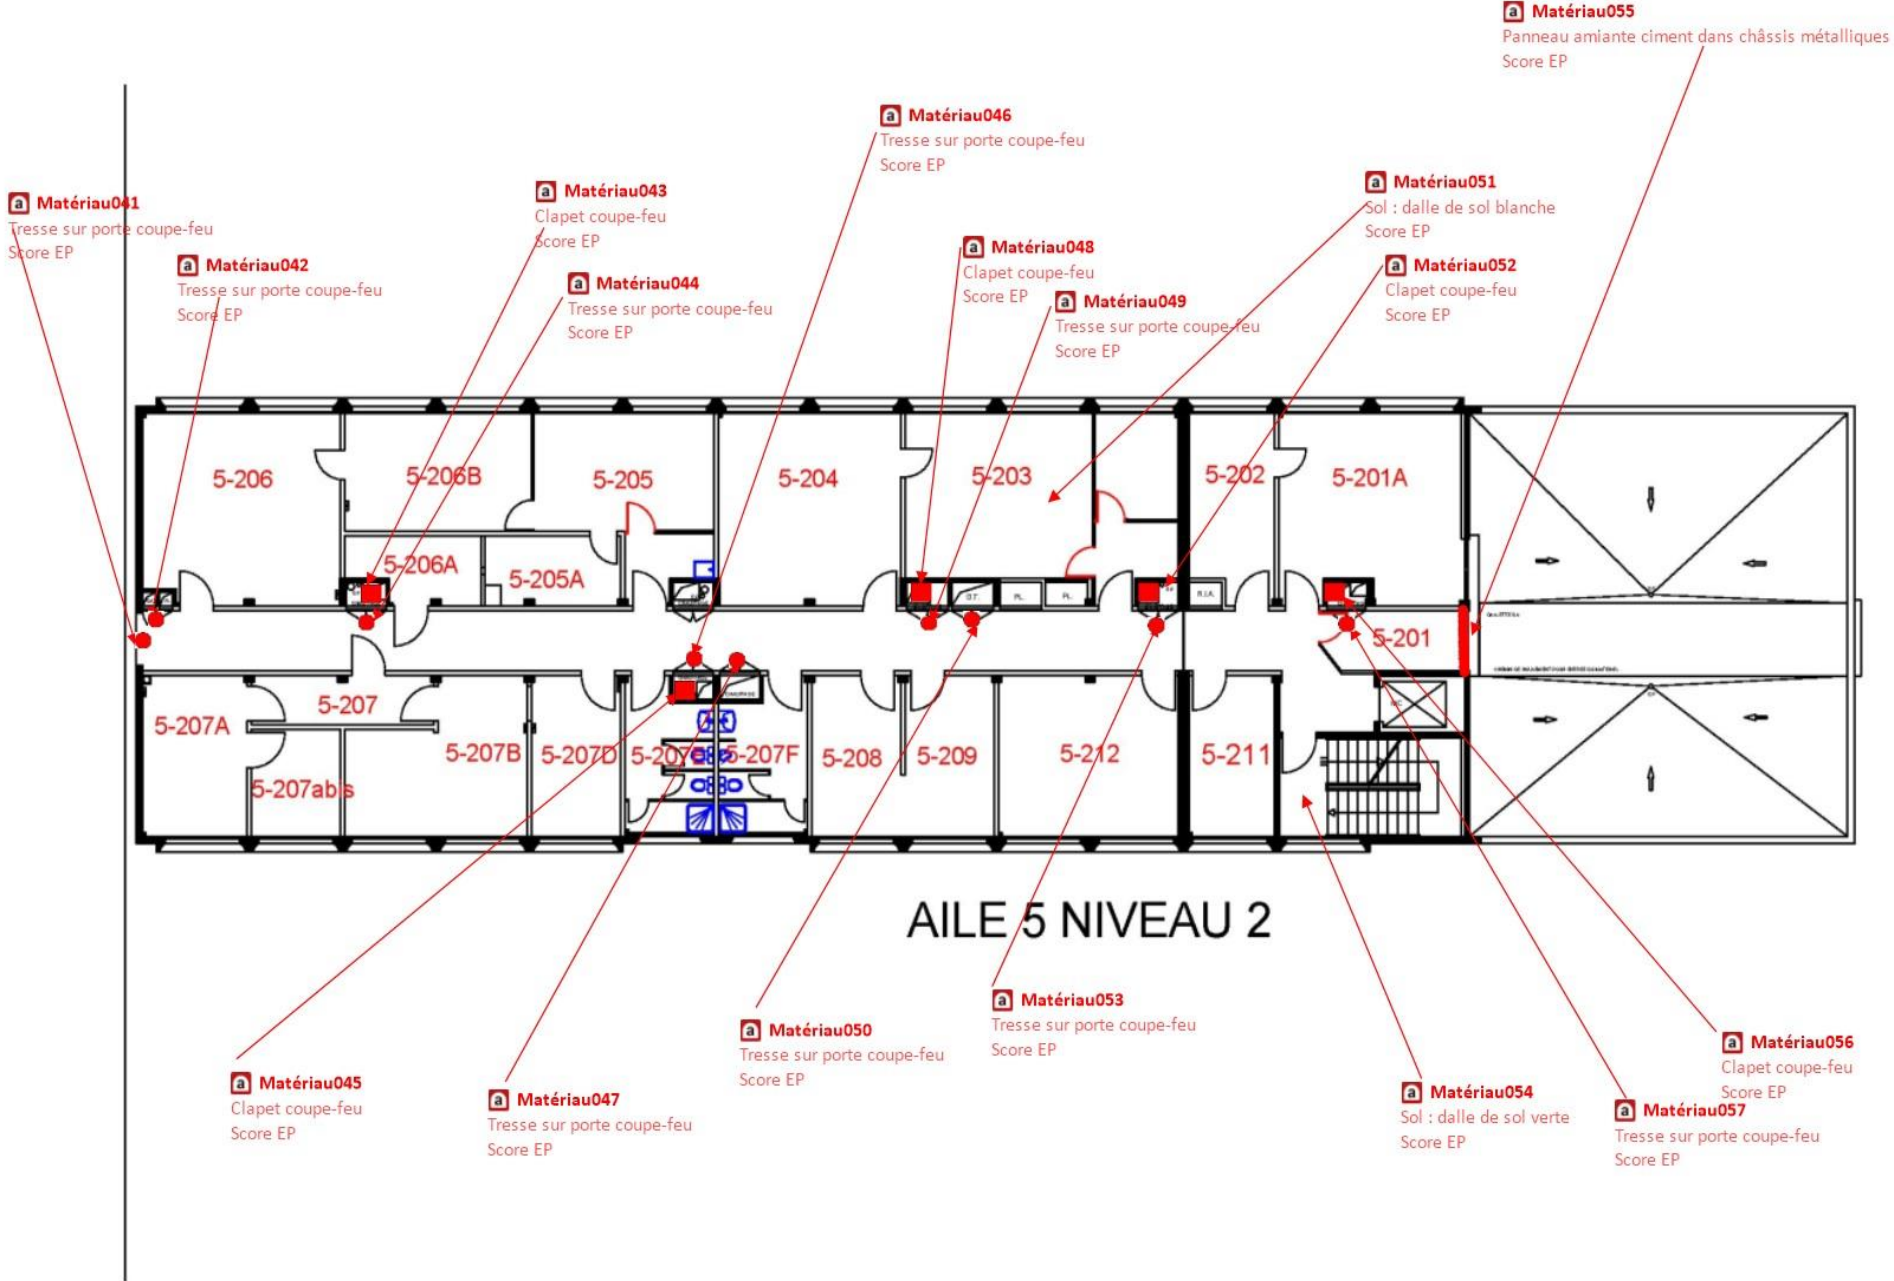 Matériau055
Panneau amiante ciment dans châssis métalliques
Score EP
Matériau046
Tresse sur porte coupe-feu
Score EP
Matériau043
Clapet coupe-feu
Score EP
Matériau051
Sol : dalle de sol blanche
Score EP
Matériau041
Tresse sur porte coupe-feu
Score EP
Matériau048
Clapet coupe-feu
Score EP
Matériau042
Tresse sur porte coupe-feu
Score EP
Matériau052
Clapet coupe-feu
Score EP
Matériau044
Tresse sur porte coupe-feu
Score EP
Matériau049
Tresse sur porte coupe-feu
Score EP
5-206
5-206B
5-205
5-204
5-203
5-202
5-201A
5-206A
5-205A
PL.
PL.
R.I.A.
5-201
5-207A
5-207
5-207abis
5-207B
5-207D
5-207F
5-208
5-209
5-212
5-211
AILE 5 NIVEAU 2
Matériau053
Tresse sur porte coupe-feu
Score EP
Matériau050
Tresse sur porte coupe-feu
Score EP
Matériau056
Clapet coupe-feu
Score EP
Matériau045
Clapet coupe-feu
Score EP
Matériau047
Tresse sur porte coupe-feu
Score EP
Matériau054
Sol : dalle de sol verte
Score EP
Matériau057
Tresse sur porte coupe-feu
Score EP